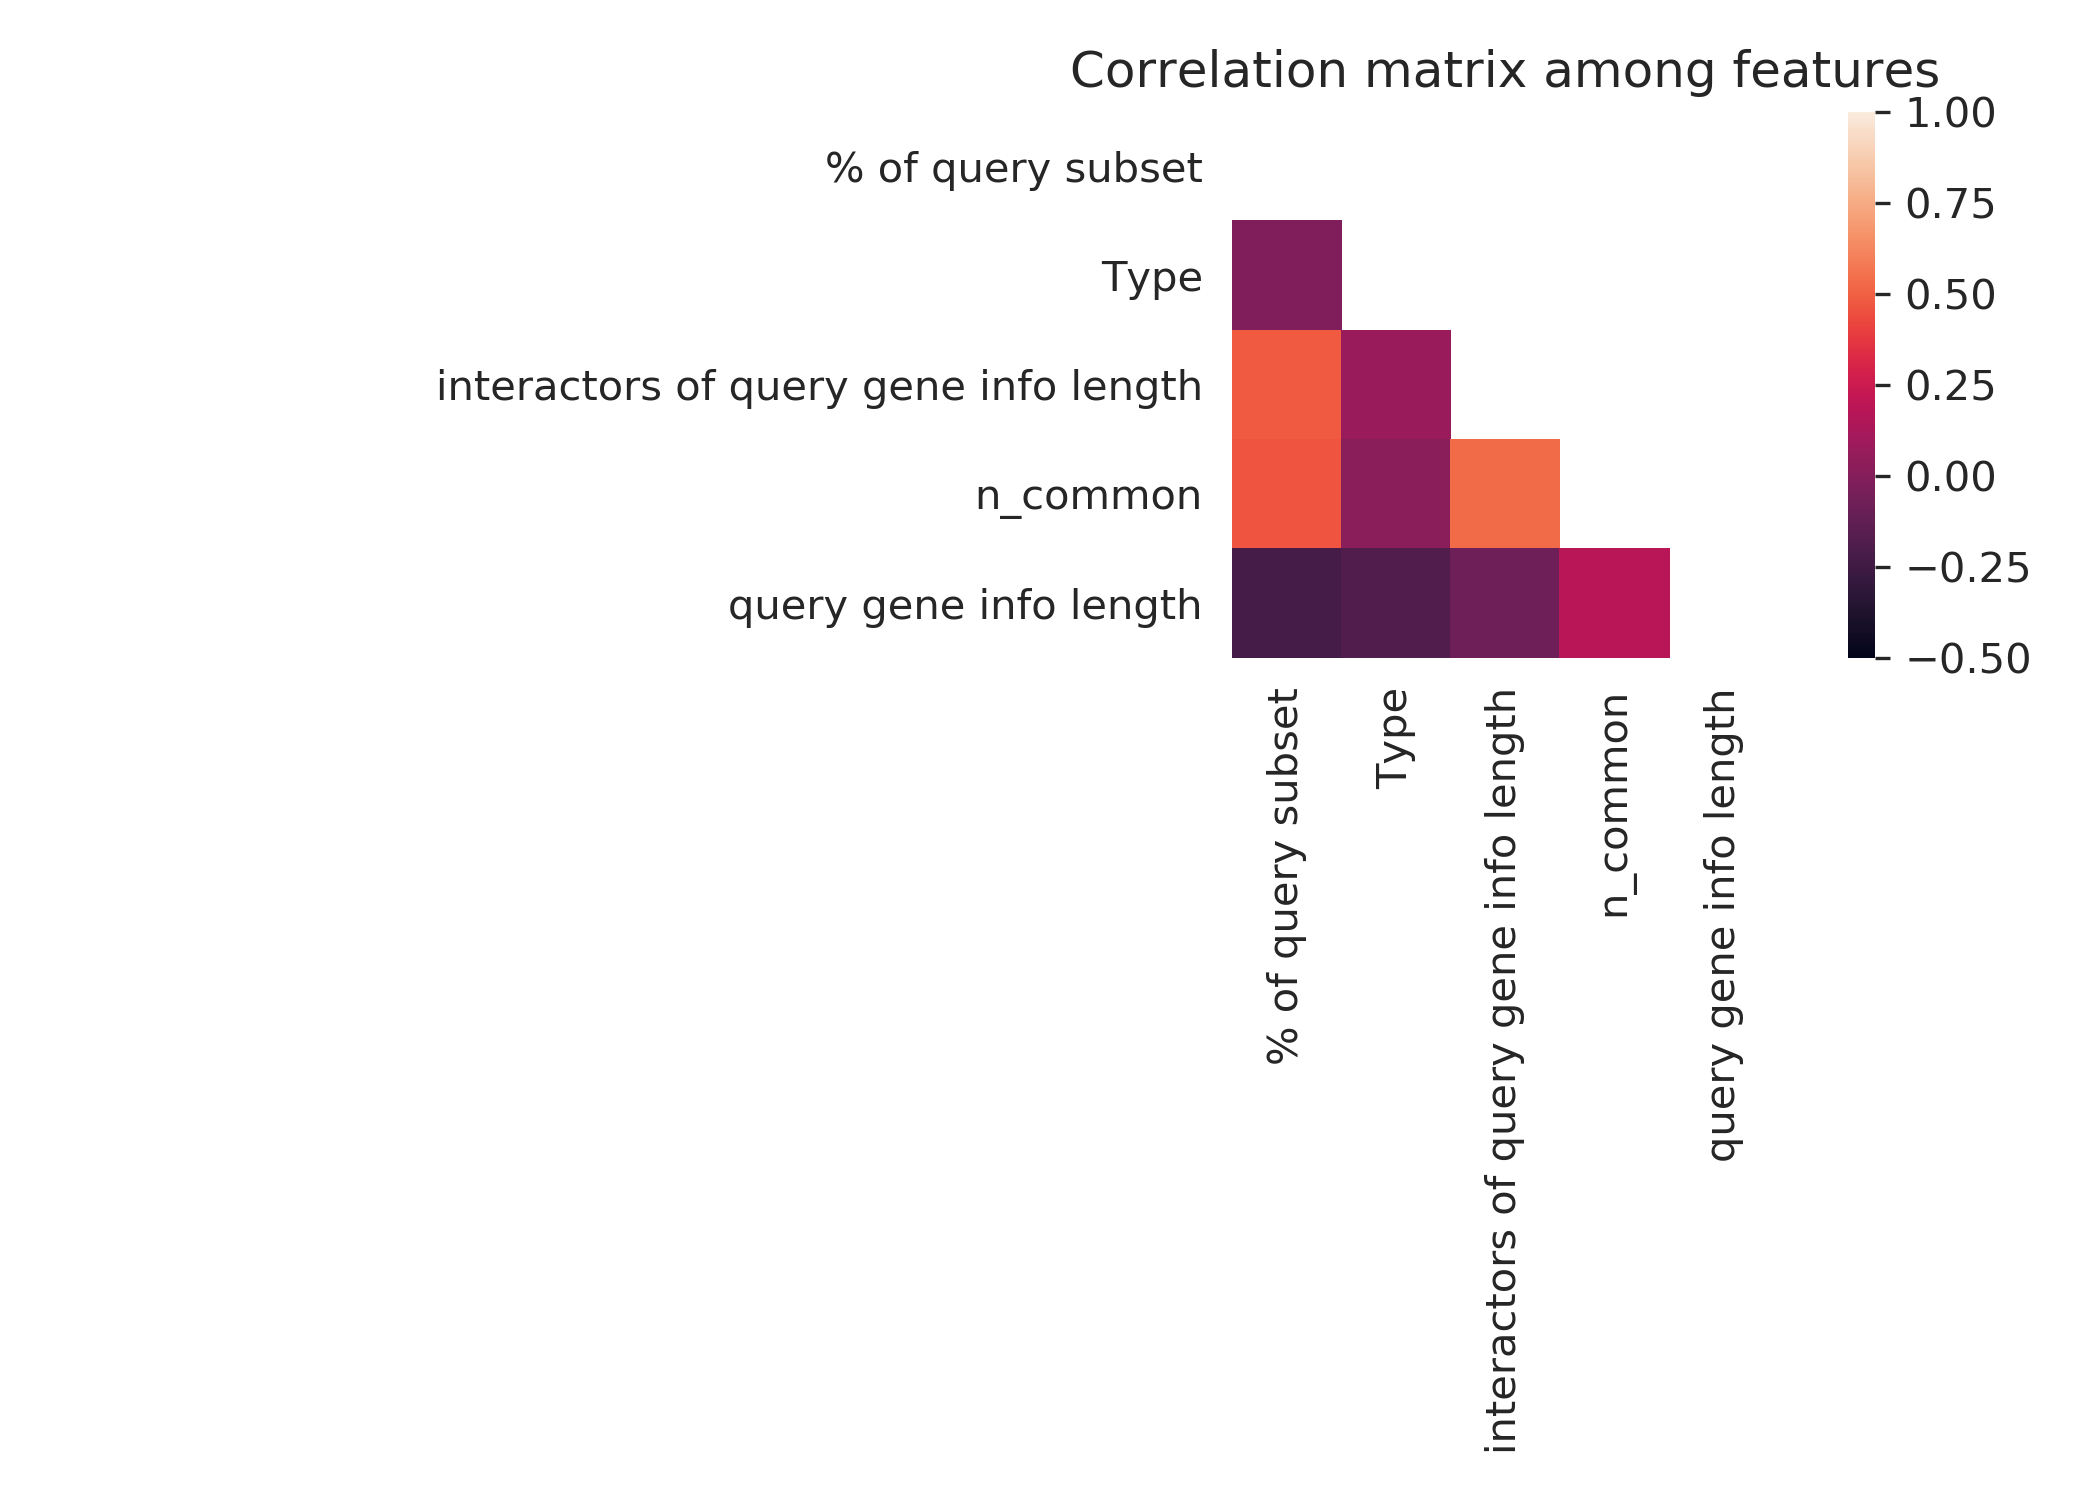 Correlation matrix among features
% of query subset
Type
interactors of query gene info length
n_common
query gene info length
1.00
0.75
0.50
0.25
0.00
−0.25
−0.50
% of query subset
Type
interactors of query gene info length
n_common
query gene info length